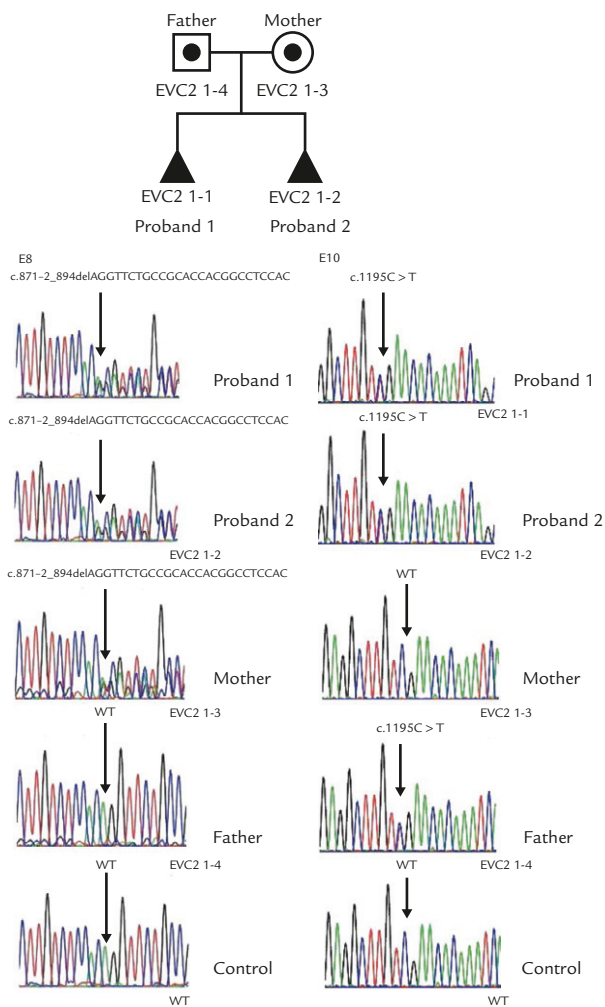 Father Mother
EVC2 1-4 EVC2 1-3
EVC2 1-1 EVC2 1-2
Proband 1 Proband 2
E8 E10
c.871–2_894delAGGTTCTGCCGCACCACGGCCTCCAC c.1195C > T
Proband 1 Proband 1
EVC2 1-1
c.871–2_894delAGGTTCTGCCGCACCACGGCCTCCAC c.1195C > T
Proband 2 Proband 2
EVC2 1-2 EVC2 1-2
c.871–2_894delAGGTTCTGCCGCACCACGGCCTCCAC WT
Mother Mother
WT EVC2 1-3 EVC2 1-3
c.1195C > T
Father Father
WT EVC2 1-4 WT EVC2 1-4
Control Control
WT WT